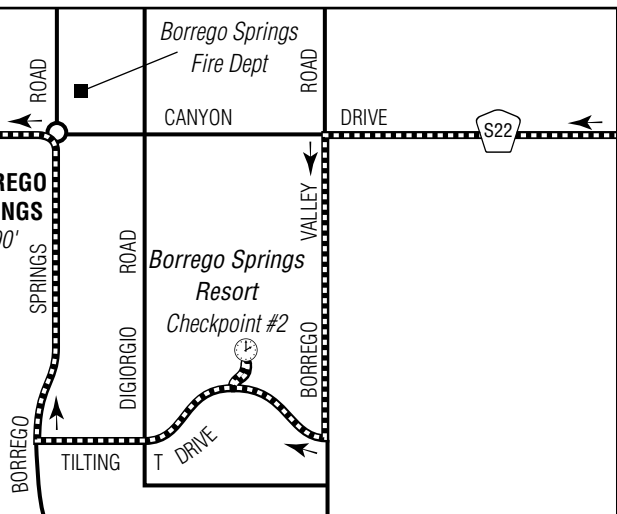 Borrego Springs
Fire Dept
ROAD
ROAD
CANYON
DRIVE
S22
REGO
NGS
00'
VALLEY
SPRINGS
ROAD
Borrego Springs
Resort
Checkpoint #2
DIGIORGIO
BORREGO
BORREGO
TILTING T DRIVE